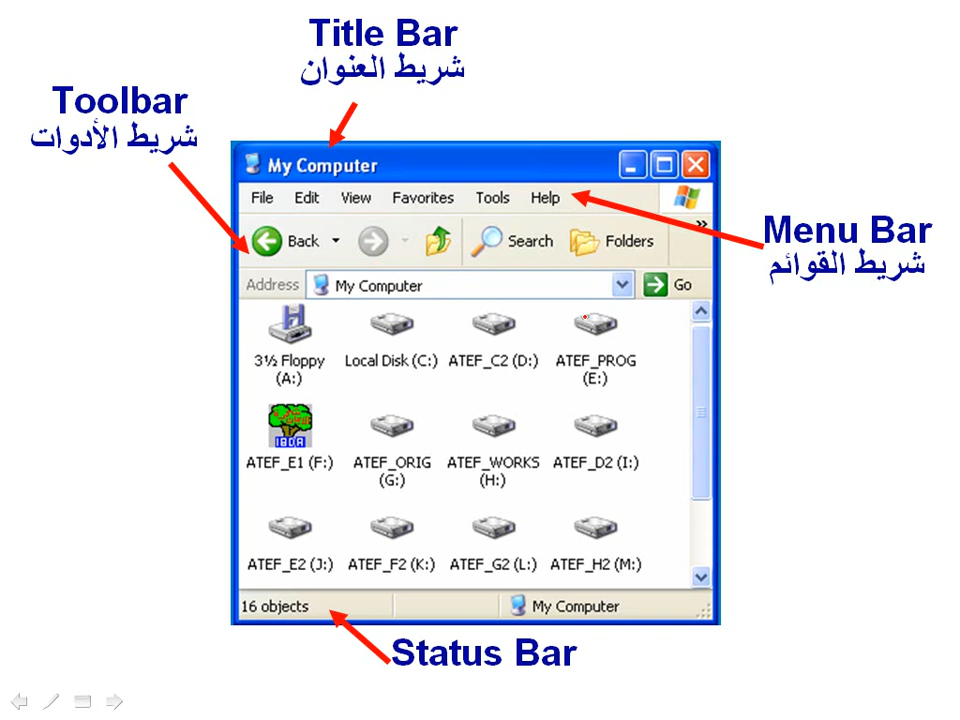 Title Bar
شريط العنوان
Toolbar
شريط الأدوات
My Computer
File Edit View Favorites Tools Help
Back Search Folders »
Menu Bar
شريط القوائم
Address My Computer Go
3½ Floppy (A:)
Local Disk (C:)
ATEF_C2 (D:)
ATEF_PROG (E:)
IBDA
ATEF_E1 (F:)
ATEF_ORIG (G:)
ATEF_WORKS (H:)
ATEF_D2 (I:)
ATEF_E2 (J:)
ATEF_F2 (K:)
ATEF_G2 (L:)
ATEF_H2 (M:)
16 objects My Computer
Status Bar